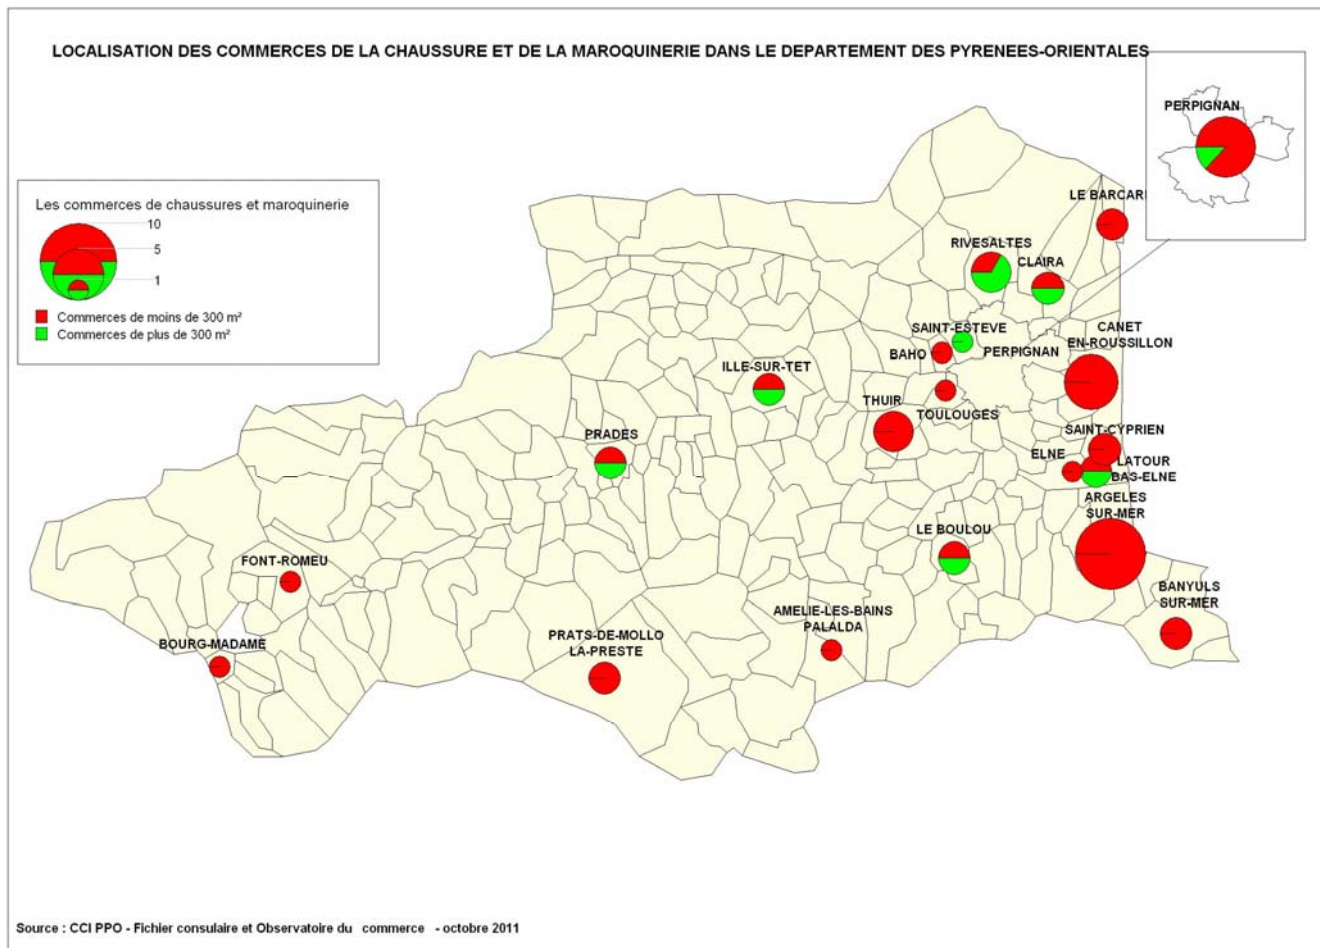 LOCALISATION DES COMMERCES DE LA CHAUSSURE ET DE LA MAROQUINERIE DANS LE DEPARTEMENT DES PYRENEES-ORIENTALES
PERPIGNAN
Les commerces de chaussures et maroquinerie
10
5
1
Commerces de moins de 300 m²
Commerces de plus de 300 m²
LE BARCARE
RIVESALTES
CLAIRA
SAINT-ESTEVE
BAHO
PERPIGNAN
CANET
EN-ROUSSILLON
ILLE-SUR-TET
THUIR
TOULOUGES
PRADES
SAINT-CYPRIEN
ELNE
LATOUR
BAS-ELNE
ARGELES
SUR-MER
LE BOULOU
FONT-ROMEU
BANYULS
SUR-MER
AMELIE-LES-BAINS
PALALDA
BOURG-MADAME
PRATS-DE-MOLLO
LA-PRESTE
Source : CCI PPO - Fichier consulaire et Observatoire du commerce - octobre 2011